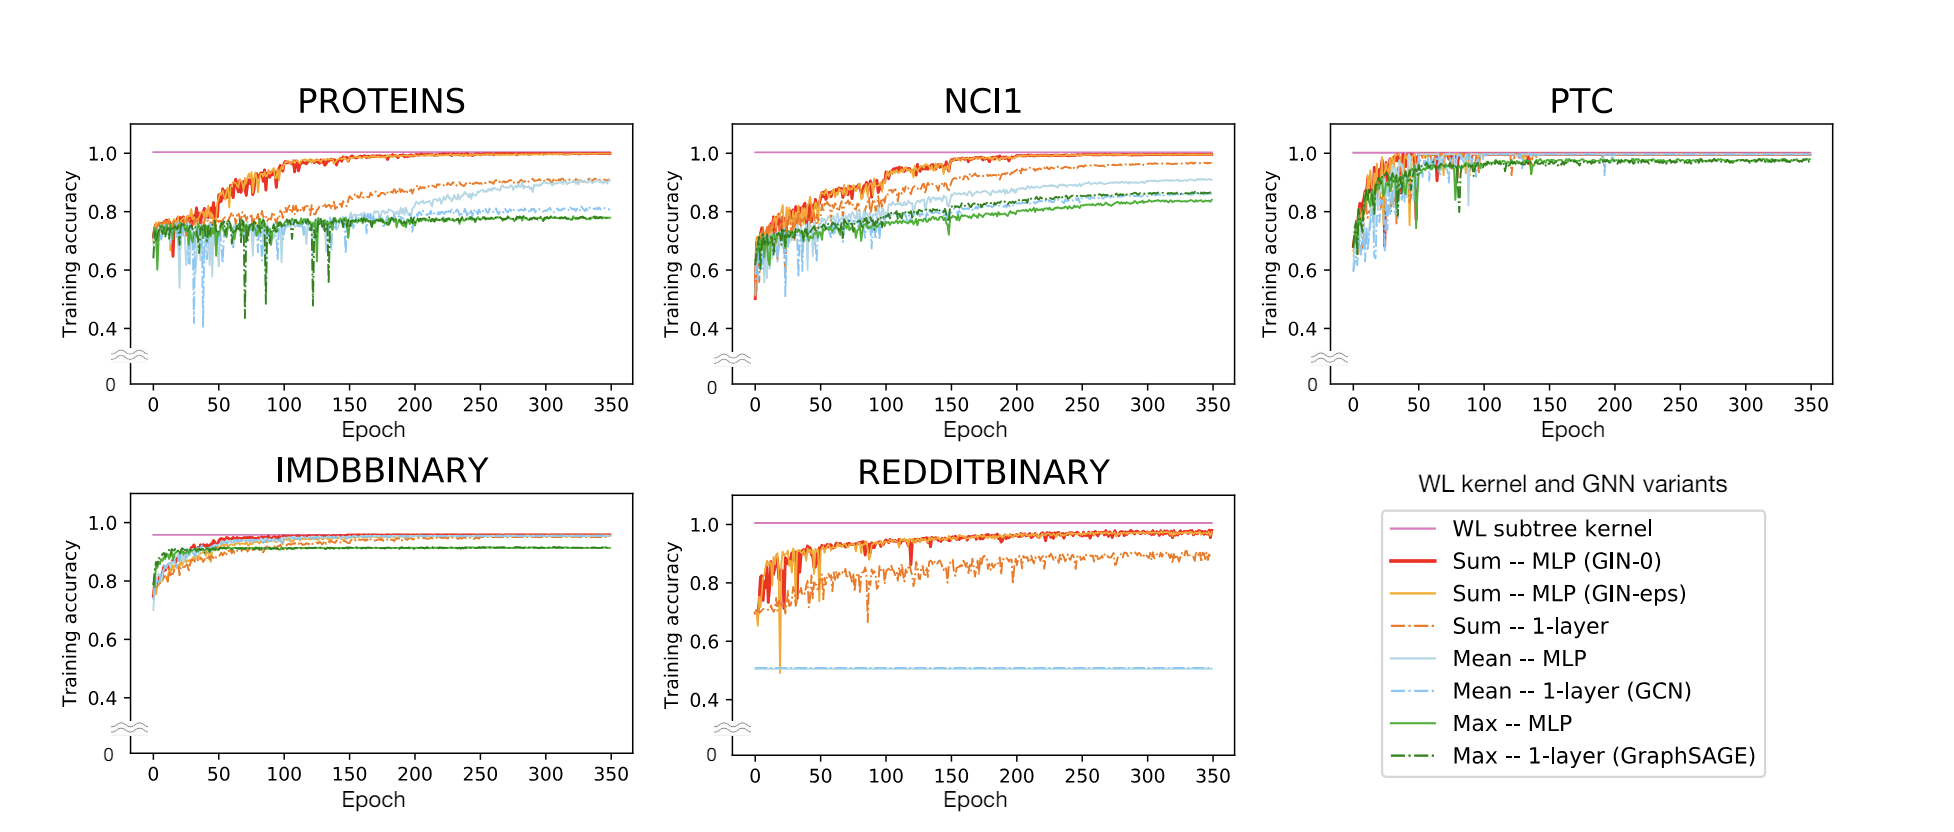 PROTEINS
Training accuracy
1.0
0.8
0.6
0.4
0
0 50 100 150 200 250 300 350
Epoch
NCI1
Training accuracy
1.0
0.8
0.6
0.4
0
0 50 100 150 200 250 300 350
Epoch
PTC
Training accuracy
1.0
0.8
0.6
0.4
0
0 50 100 150 200 250 300 350
Epoch
IMDBBINARY
Training accuracy
1.0
0.8
0.6
0.4
0
0 50 100 150 200 250 300 350
Epoch
REDDITBINARY
Training accuracy
1.0
0.8
0.6
0.4
0
0 50 100 150 200 250 300 350
Epoch
WL kernel and GNN variants
WL subtree kernel
Sum -- MLP (GIN-0)
Sum -- MLP (GIN-eps)
Sum -- 1-layer
Mean -- MLP
Mean -- 1-layer (GCN)
Max -- MLP
Max -- 1-layer (GraphSAGE)